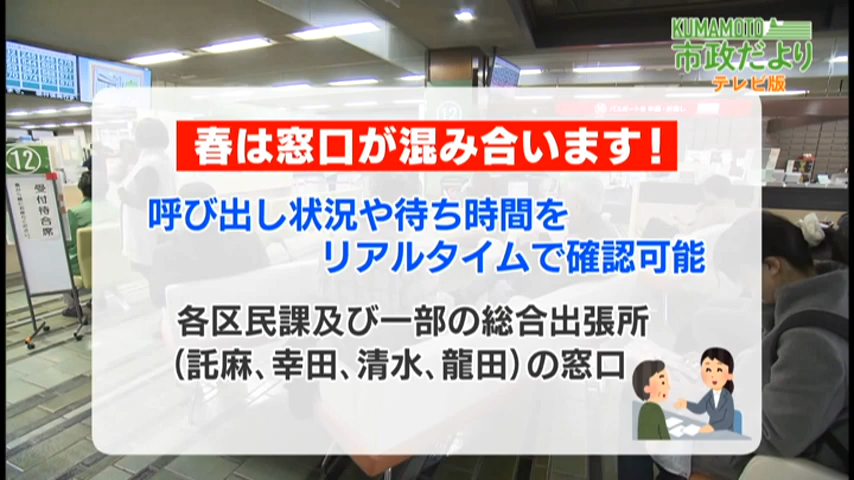 KUMAMOTO
市政だより
テレビ版
春は窓口が混み合います！
呼び出し状況や待ち時間を
リアルタイムで確認可能
各区民課及び一部の総合出張所
（託麻、幸田、清水、龍田）の窓口
12
受付待合席
12